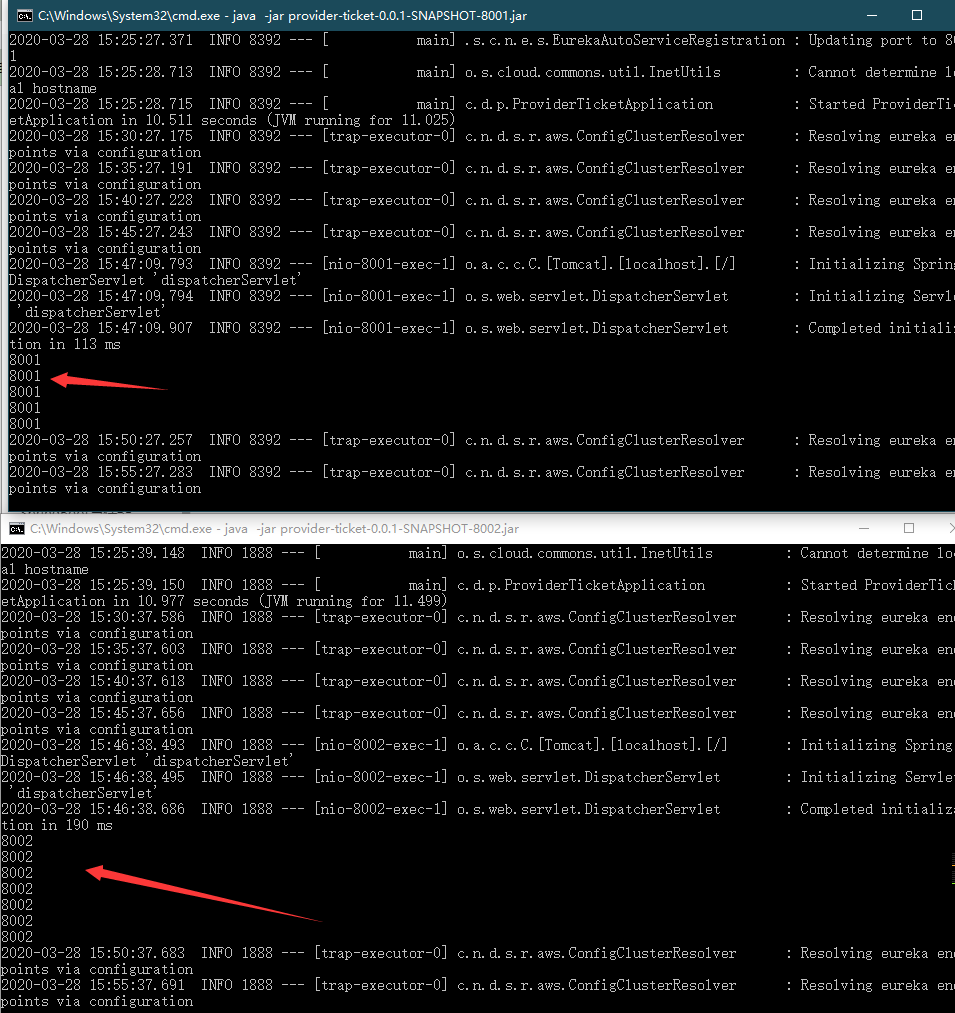 C:\Windows\System32\cmd.exe - java  -jar provider-ticket-0.0.1-SNAPSHOT-8001.jar
2020-03-28 15:25:27.371  INFO 8392 --- [           main] .s.c.n.e.s.EurekaAutoServiceRegistration : Updating port to 80
1
2020-03-28 15:25:28.713  INFO 8392 --- [           main] o.s.cloud.commons.util.InetUtils         : Cannot determine lo
al hostname
2020-03-28 15:25:28.715  INFO 8392 --- [           main] c.d.p.ProviderTicketApplication          : Started ProviderTi
etApplication in 10.511 seconds (JVM running for 11.025)
2020-03-28 15:30:27.175  INFO 8392 --- [trap-executor-0] c.n.d.s.r.aws.ConfigClusterResolver      : Resolving eureka en
points via configuration
2020-03-28 15:35:27.191  INFO 8392 --- [trap-executor-0] c.n.d.s.r.aws.ConfigClusterResolver      : Resolving eureka en
points via configuration
2020-03-28 15:40:27.228  INFO 8392 --- [trap-executor-0] c.n.d.s.r.aws.ConfigClusterResolver      : Resolving eureka en
points via configuration
2020-03-28 15:45:27.243  INFO 8392 --- [trap-executor-0] c.n.d.s.r.aws.ConfigClusterResolver      : Resolving eureka en
points via configuration
2020-03-28 15:47:09.793  INFO 8392 --- [nio-8001-exec-1] o.a.c.c.C.[Tomcat].[localhost].[/]       : Initializing Spring
DispatcherServlet 'dispatcherServlet'
2020-03-28 15:47:09.794  INFO 8392 --- [nio-8001-exec-1] o.s.web.servlet.DispatcherServlet        : Initializing Servl
'dispatcherServlet'
2020-03-28 15:47:09.907  INFO 8392 --- [nio-8001-exec-1] o.s.web.servlet.DispatcherServlet        : Completed initiali
tion in 113 ms
8001
8001
8001
8001
8001
2020-03-28 15:50:27.257  INFO 8392 --- [trap-executor-0] c.n.d.s.r.aws.ConfigClusterResolver      : Resolving eureka en
points via configuration
2020-03-28 15:55:27.283  INFO 8392 --- [trap-executor-0] c.n.d.s.r.aws.ConfigClusterResolver      : Resolving eureka en
points via configuration
C:\Windows\System32\cmd.exe - java  -jar provider-ticket-0.0.1-SNAPSHOT-8002.jar
2020-03-28 15:25:39.148  INFO 1888 --- [           main] o.s.cloud.commons.util.InetUtils         : Cannot determine lo
al hostname
2020-03-28 15:25:39.150  INFO 1888 --- [           main] c.d.p.ProviderTicketApplication          : Started ProviderTic
etApplication in 10.977 seconds (JVM running for 11.499)
2020-03-28 15:30:37.586  INFO 1888 --- [trap-executor-0] c.n.d.s.r.aws.ConfigClusterResolver      : Resolving eureka en
points via configuration
2020-03-28 15:35:37.603  INFO 1888 --- [trap-executor-0] c.n.d.s.r.aws.ConfigClusterResolver      : Resolving eureka en
points via configuration
2020-03-28 15:40:37.618  INFO 1888 --- [trap-executor-0] c.n.d.s.r.aws.ConfigClusterResolver      : Resolving eureka en
points via configuration
2020-03-28 15:45:37.656  INFO 1888 --- [trap-executor-0] c.n.d.s.r.aws.ConfigClusterResolver      : Resolving eureka en
points via configuration
2020-03-28 15:46:38.493  INFO 1888 --- [nio-8002-exec-1] o.a.c.c.C.[Tomcat].[localhost].[/]       : Initializing Spring
DispatcherServlet 'dispatcherServlet'
2020-03-28 15:46:38.495  INFO 1888 --- [nio-8002-exec-1] o.s.web.servlet.DispatcherServlet        : Initializing Servle
'dispatcherServlet'
2020-03-28 15:46:38.686  INFO 1888 --- [nio-8002-exec-1] o.s.web.servlet.DispatcherServlet        : Completed initializ
tion in 190 ms
8002
8002
8002
8002
8002
8002
8002
2020-03-28 15:50:37.683  INFO 1888 --- [trap-executor-0] c.n.d.s.r.aws.ConfigClusterResolver      : Resolving eureka en
points via configuration
2020-03-28 15:55:37.691  INFO 1888 --- [trap-executor-0] c.n.d.s.r.aws.ConfigClusterResolver      : Resolving eureka en
points via configuration